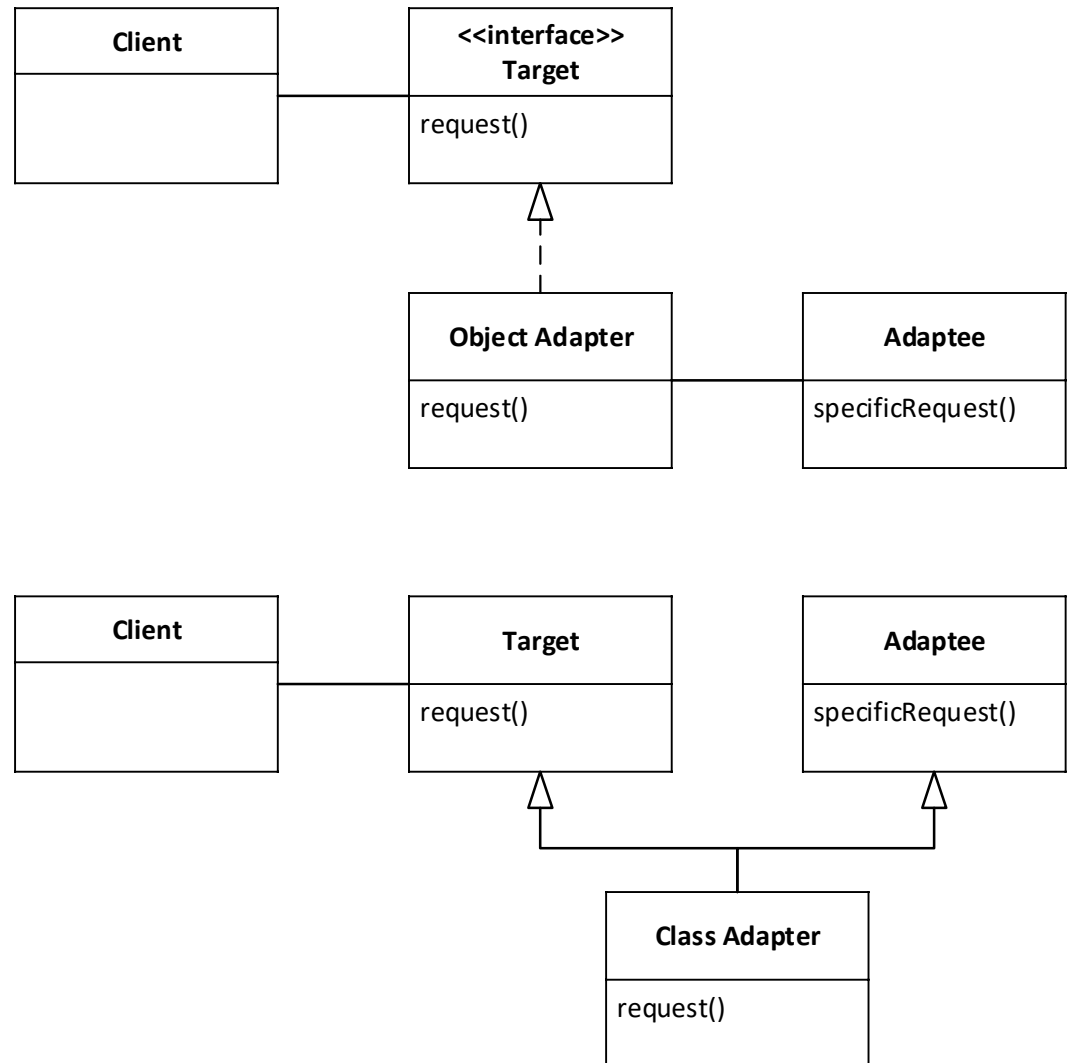 Client
<<interface>>
Target
request()
Object Adapter
request()
Adaptee
specificRequest()
Client
Target
request()
Adaptee
specificRequest()
Class Adapter
request()